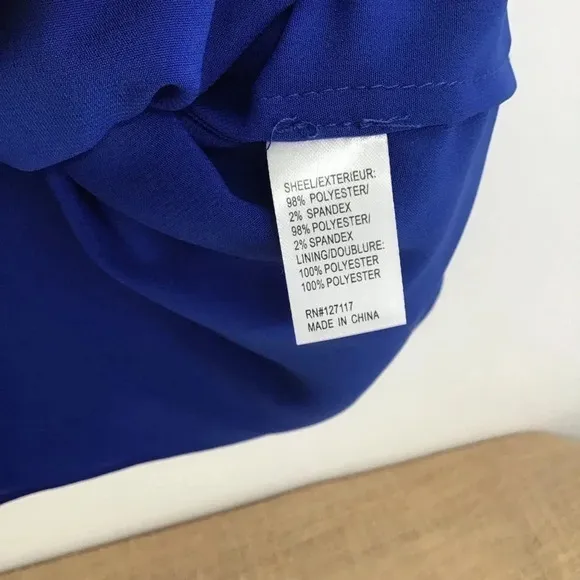 SHEEL/EXTERIEUR:
98% POLYESTER/
2% SPANDEX
98% POLYESTER/
2% SPANDEX
LINING/DOUBLURE:
100% POLYESTER
100% POLYESTER
RN#127117
MADE IN CHINA